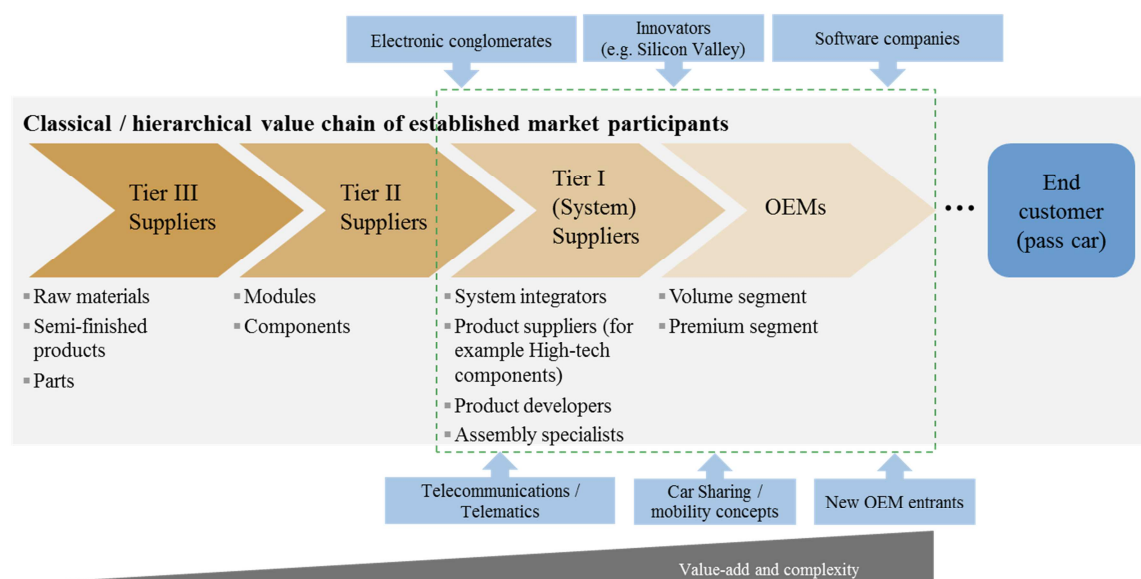 Electronic conglomerates
Innovators
(e.g. Silicon Valley)
Software companies
Classical / hierarchical value chain of established market participants
Tier III
Suppliers
Tier II
Suppliers
Tier I
(System)
Suppliers
OEMs
...
End
customer
(pass car)
▪ Raw materials
▪ Semi-finished
products
▪ Parts
▪ Modules
▪ Components
▪ System integrators
▪ Product suppliers (for
example High-tech
components)
▪ Product developers
▪ Assembly specialists
▪ Volume segment
▪ Premium segment
Telecommunications /
Telematics
Car Sharing /
mobility concepts
New OEM entrants
Value-add and complexity